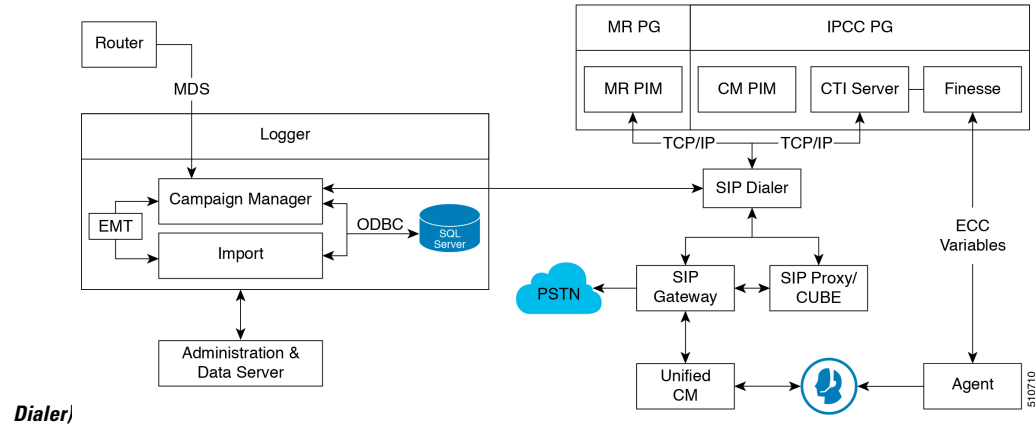 MR PG
IPCC PG
Router
MR PIM
CM PIM
CTI Server
Finesse
MDS
Logger
TCP/IP
TCP/IP
Campaign Manager
SIP Dialer
EMT
ODBC
SQL
Server
Import
ECC
Variables
PSTN
SIP
Gateway
SIP Proxy/
CUBE
Administration &
Data Server
Unified
CM
Agent
510710
Dialer)